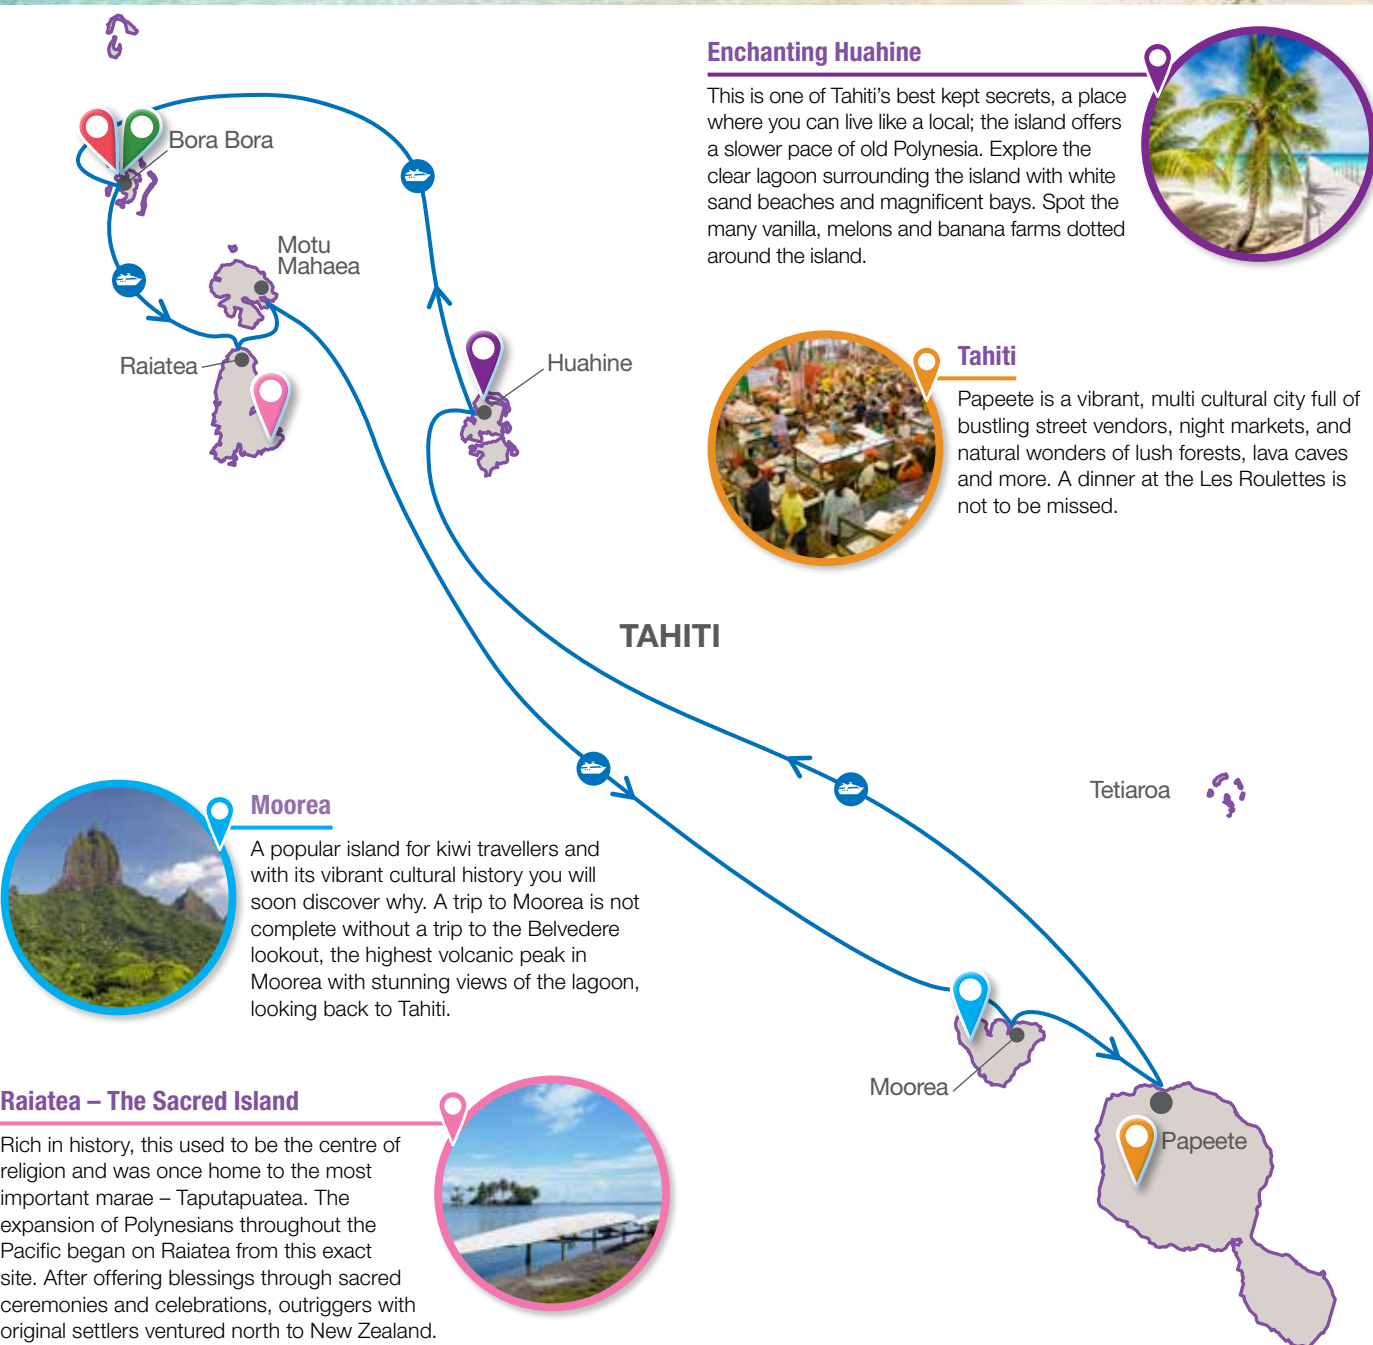 Enchanting Huahine
This is one of Tahiti's best kept secrets, a place
where you can live like a local; the island offers
a slower pace of old Polynesia. Explore the
clear lagoon surrounding the island with white
sand beaches and magnificent bays. Spot the
many vanilla, melons and banana farms dotted
around the island.
Bora Bora
Motu
Mahaea
Raiatea
Huahine
Tahiti
Papeete is a vibrant, multi cultural city full of
bustling street vendors, night markets, and
natural wonders of lush forests, lava caves
and more. A dinner at the Les Roulettes is
not to be missed.
TAHITI
Tetiaroa
Moorea
A popular island for kiwi travellers and
with its vibrant cultural history you will
soon discover why. A trip to Moorea is not
complete without a trip to the Belvedere
lookout, the highest volcanic peak in
Moorea with stunning views of the lagoon,
looking back to Tahiti.
Moorea
Papeete
Raiatea – The Sacred Island
Rich in history, this used to be the centre of
religion and was once home to the most
important marae – Taputapuatea. The
expansion of Polynesians throughout the
Pacific began on Raiatea from this exact
site. After offering blessings through sacred
ceremonies and celebrations, outriggers with
original settlers ventured north to New Zealand.